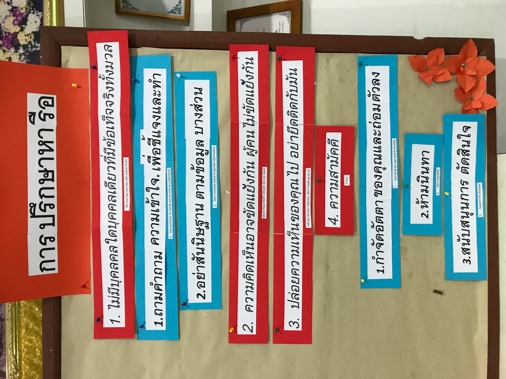 การ ปรึกษาหารือ
1. ไม่มีบุคลลใดบุคคลเดียวที่มีข้อเท็จจริงทั้งมวล
1.ถามคำถาม ความเข้าใจ, เพื่อชี้แจงและทำ
2.อย่าสันนิษฐาน ตามข้อมูล บางส่วน
2. ความคิดเห็นอาจขัดแย้งกัน ผู้คน ไม่ขัดแย้งกัน
3. ปล่อยความเห็นของคุณไป อย่ายึดติดกับมัน
4. ความสามัคคี
1.กำจัดอัตตา ของคุณและถ่อมตัวลง
2.ห้ามนินทา
3.สนับสนุนการ ตัดสินใจ